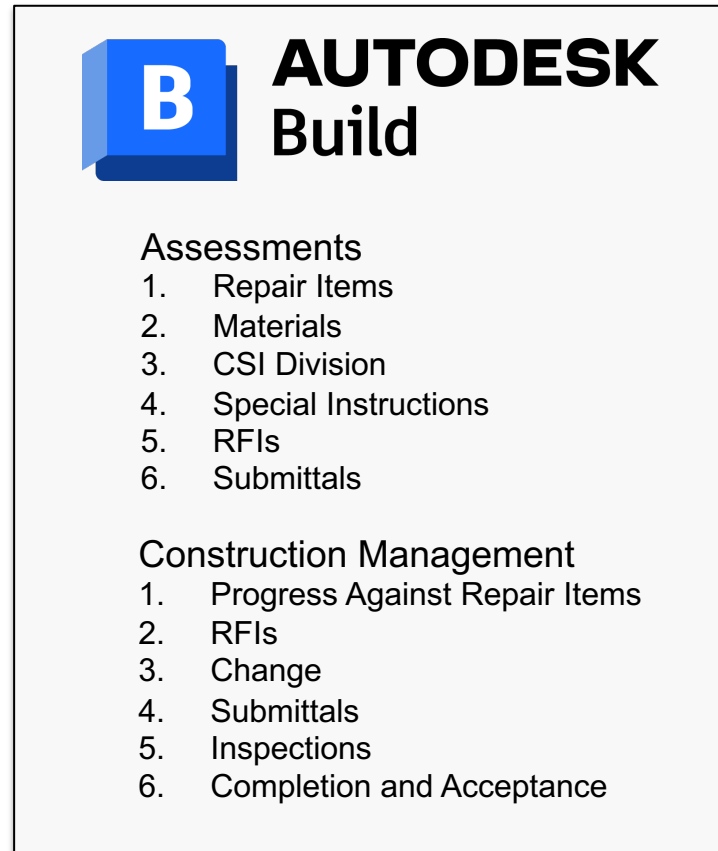 B
AUTODESK
Build
Assessments
1. Repair Items
2. Materials
3. CSI Division
4. Special Instructions
5. RFIs
6. Submittals
Construction Management
1. Progress Against Repair Items
2. RFIs
3. Change
4. Submittals
5. Inspections
6. Completion and Acceptance